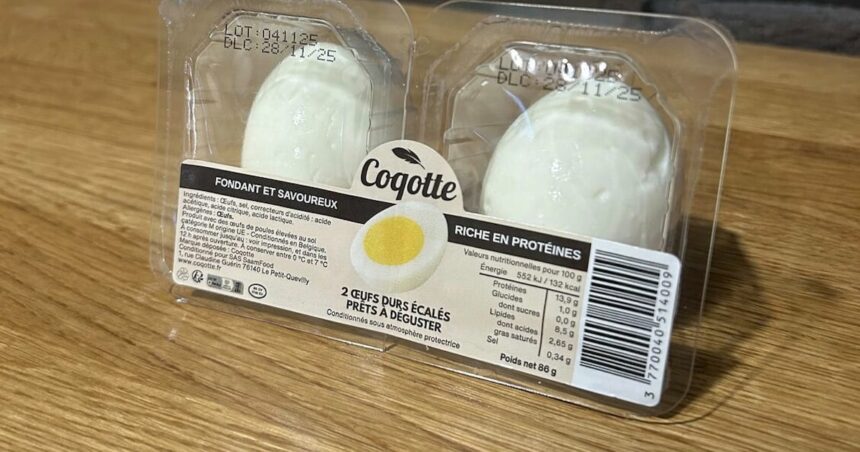 LOT:041125
DLC:28/11/25
DLC:28/11/25
Coqotte
FONDANT ET SAVOUREUX
Ingrédients : Œufs, sel, correcteurs d'acidité : acide
acétique, acide citrique, acide lactique.
Allergènes : Œufs.
Produit avec des œufs de poules élevées au sol
catégorie M origine UE - Conditionnés en Belgique,
À consommer jusqu'au : voir impression, et dans les
12 h après ouverture. À conserver entre 0 °C et 7 °C
Marque déposée : Coqotte
Conditionné pour SAS SaamFood
1, rue Claudine Guérin 76140 Le Petit-Quevilly
www.coqotte.fr
2 ŒUFS DURS ÉCALÉS
PRÊTS À DÉGUSTER
Conditionnés sous atmosphère protectrice
RICHE EN PROTÉINES
Valeurs nutritionnelles pour 100 g
Énergie 552 kJ / 132 kcal
Protéines 13,9 g
Glucides 1,0 g
dont sucres 0,0 g
Lipides 8,5 g
dont acides
gras saturés 2,65 g
Sel 0,34 g
Poids net 86 g
3 770040 514009